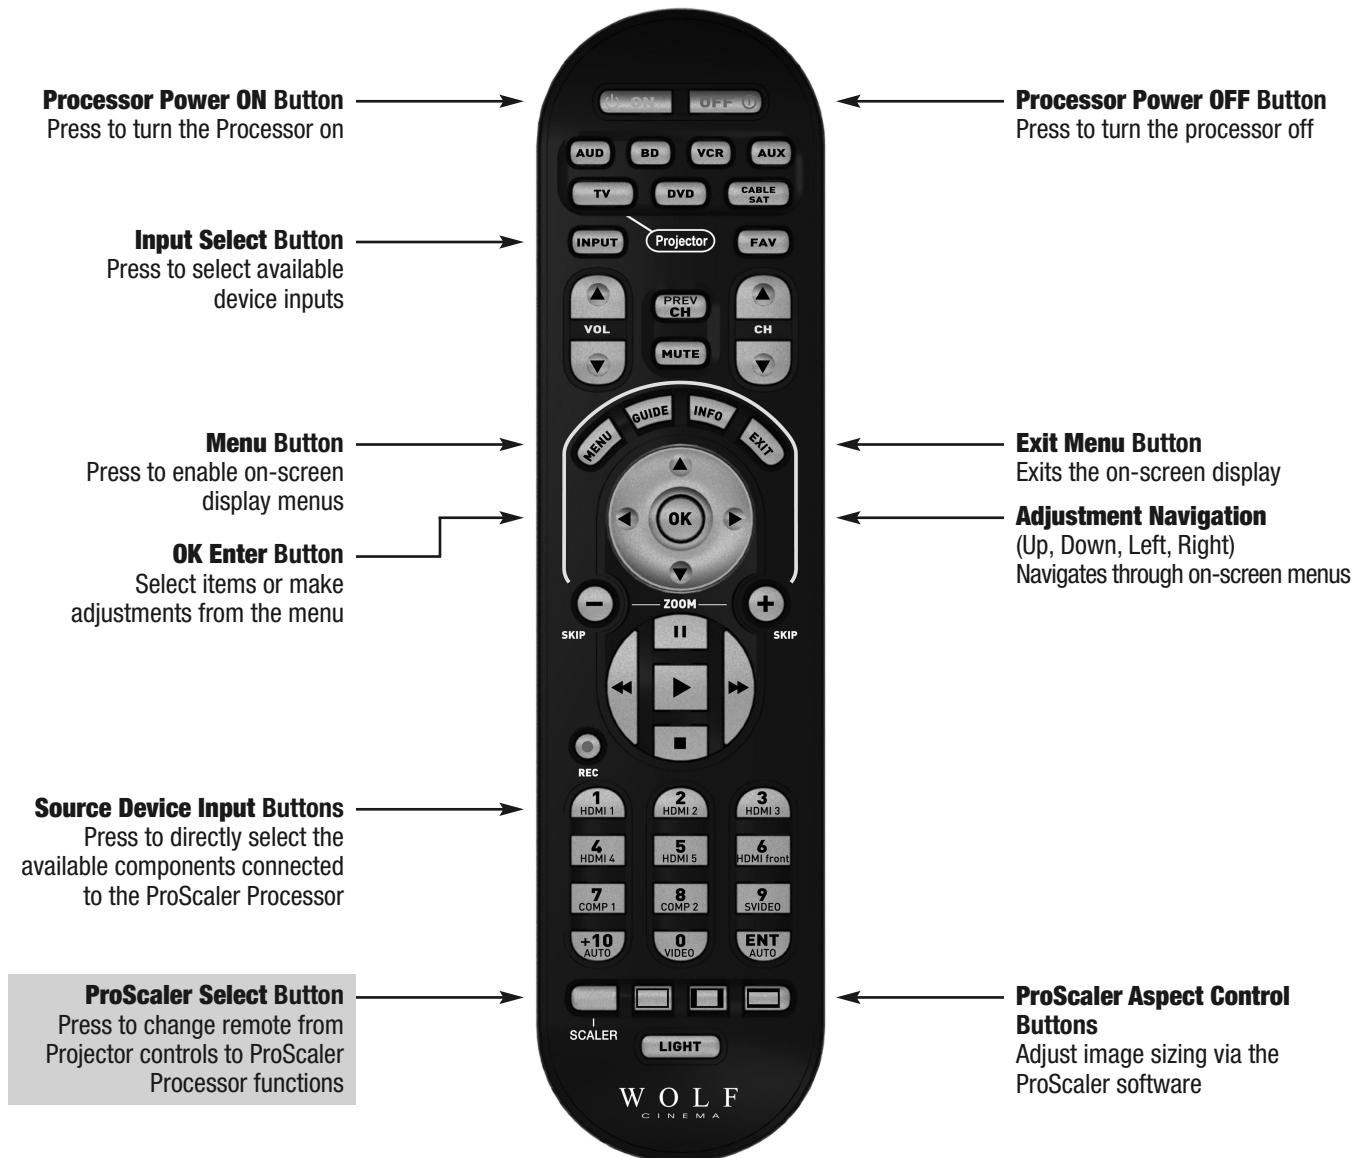 Processor Power ON Button
Press to turn the Processor on
Input Select Button
Press to select available
device inputs
Menu Button
Press to enable on-screen
display menus
OK Enter Button
Select items or make
adjustments from the menu
Source Device Input Buttons
Press to directly select the
available components connected
to the ProScaler Processor
ProScaler Select Button
Press to change remote from
Projector controls to ProScaler
Processor functions
ON OFF
AUD BD VCR AUX
TV DVD CABLE
SAT
INPUT Projector FAV
VOL PREV
CH CH
MUTE
MENU GUIDE INFO EXIT
OK
ZOOM
SKIP SKIP
REC
1 2 3
HDMI 1 HDMI 2 HDMI 3
4 5 6
HDMI 4 HDMI 5 HDMI front
7 8 9
COMP 1 COMP 2 SVIDEO
+10 0 ENT
AUTO VIDEO AUTO
SCALER
LIGHT
WOLF
CINEMA
Processor Power OFF Button
Press to turn the processor off
Exit Menu Button
Exits the on-screen display
Adjustment Navigation
(Up, Down, Left, Right)
Navigates through on-screen menus
ProScaler Aspect Control
Buttons
Adjust image sizing via the
ProScaler software